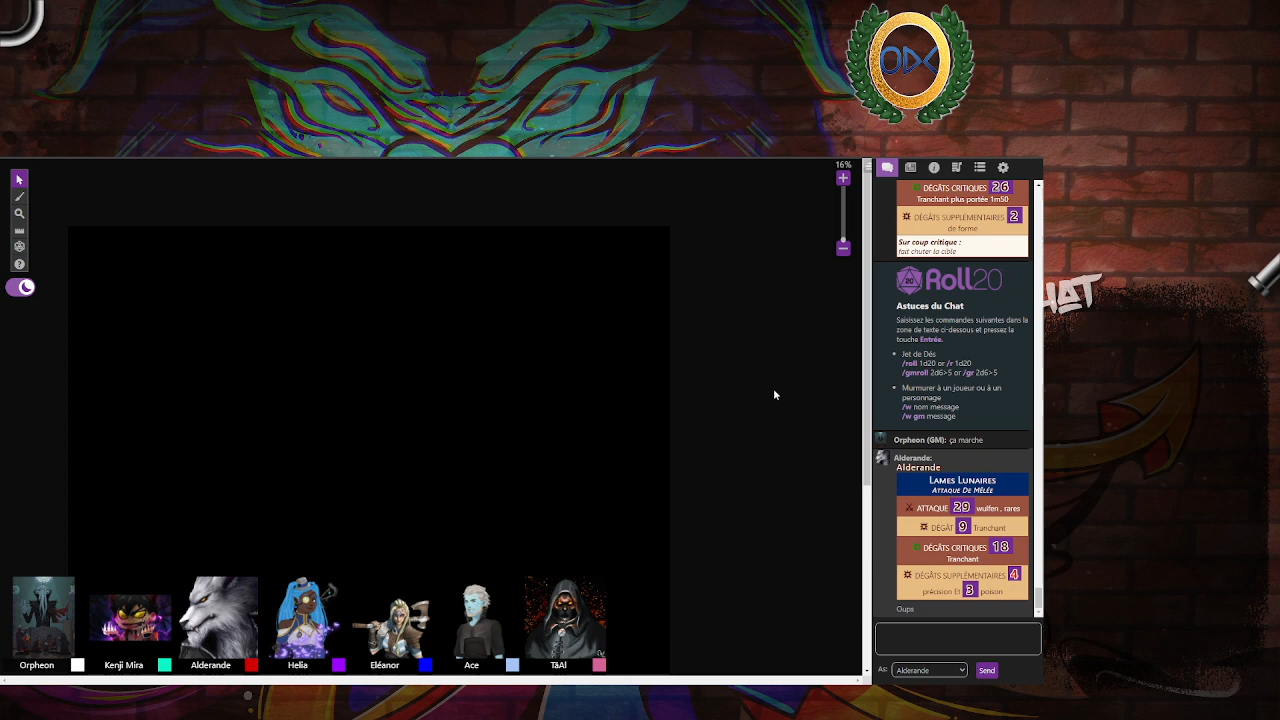 ODC
16%
DÉGÂTS CRITIQUES 26
Tranchant plus portée 1m50
DÉGÂTS SUPPLÉMENTAIRES 2
de forme
Sur coup critique :
fait chuter la cible
20 Roll20
Astuces du Chat
Saisissez les commandes suivantes dans la
zone de texte ci-dessous et pressez la
touche Entrée.
Jet de Dés
/roll 1d20 or /r 1d20
/gmroll 2d6>5 or /gr 2d6>5
Murmurer à un joueur ou à un
personnage
/w nom message
/w gm message
Orpheon (GM): ça marche
Alderande:
Alderande
LAMES LUNAIRES
ATTAQUE DE MÊLÉE
ATTAQUE 29 wulfen , rares
DÉGÂT 9 Tranchant
DÉGÂTS CRITIQUES 18
Tranchant
DÉGÂTS SUPPLÉMENTAIRES 4
précision Et 3 poison
Oups
As: Alderande Send
Orpheon Kenji Mira Alderande Helia Eléanor Ace TäAl